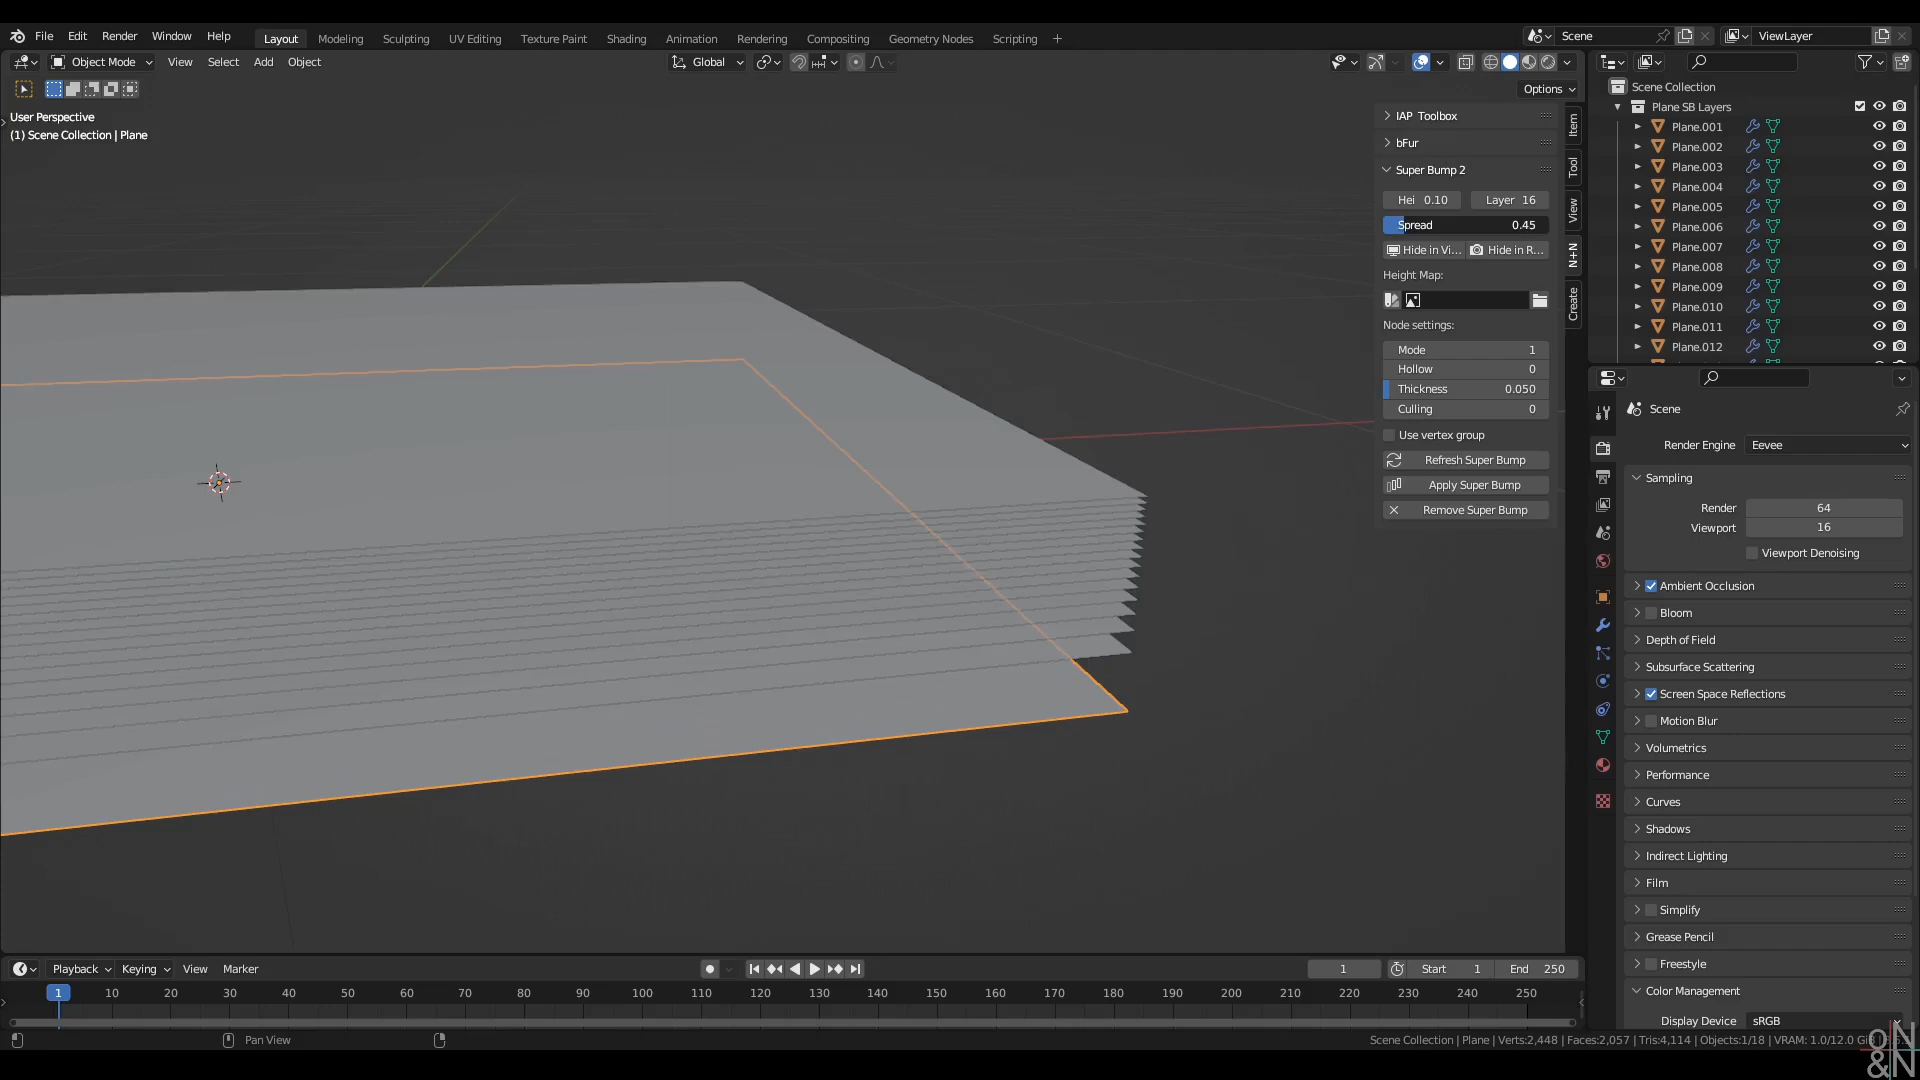 File Edit Render Window Help Layout Modeling Sculpting UV Editing Texture Paint Shading Animation Rendering Compositing Geometry Nodes Scripting + Scene ViewLayer
Object Mode View Select Add Object Global
Options
User Perspective
(1) Scene Collection | Plane
IAP Toolbox
bFur
Super Bump 2
Hei 0.10 Layer 16
Spread 0.45
Hide in Vi... Hide in R...
Height Map:
Node settings:
Mode 1
Hollow 0
Thickness 0.050
Culling 0
Use vertex group
Refresh Super Bump
Apply Super Bump
Remove Super Bump
Item
Tool
View
N+N
Create
Scene Collection
Plane SB Layers
Plane.001
Plane.002
Plane.003
Plane.004
Plane.005
Plane.006
Plane.007
Plane.008
Plane.009
Plane.010
Plane.011
Plane.012
Scene
Render Engine Eevee
Sampling
Render 64
Viewport 16
Viewport Denoising
Ambient Occlusion
Bloom
Depth of Field
Subsurface Scattering
Screen Space Reflections
Motion Blur
Volumetrics
Performance
Curves
Shadows
Indirect Lighting
Film
Simplify
Grease Pencil
Freestyle
Color Management
Display Device sRGB
Playback Keying View Marker 1 Start 1 End 250
1 10 20 30 40 50 60 70 80 90 100 110 120 130 140 150 160 170 180 190 200 210 220 230 240 250
Pan View
Scene Collection | Plane | Verts:2,448 | Faces:2,057 | Tris:4,114 | Objects:1/18 | VRAM: 1.0/12.0
&N